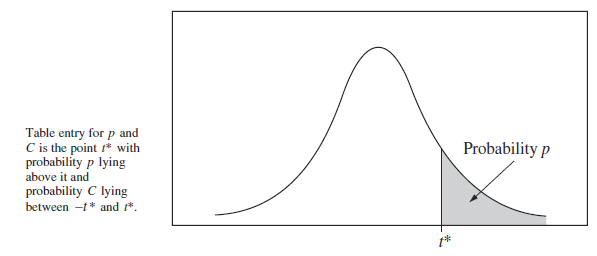 Table entry for p and
C is the point t* with
probability p lying
above it and
probability C lying
between −t* and t*.
Probability p
t*